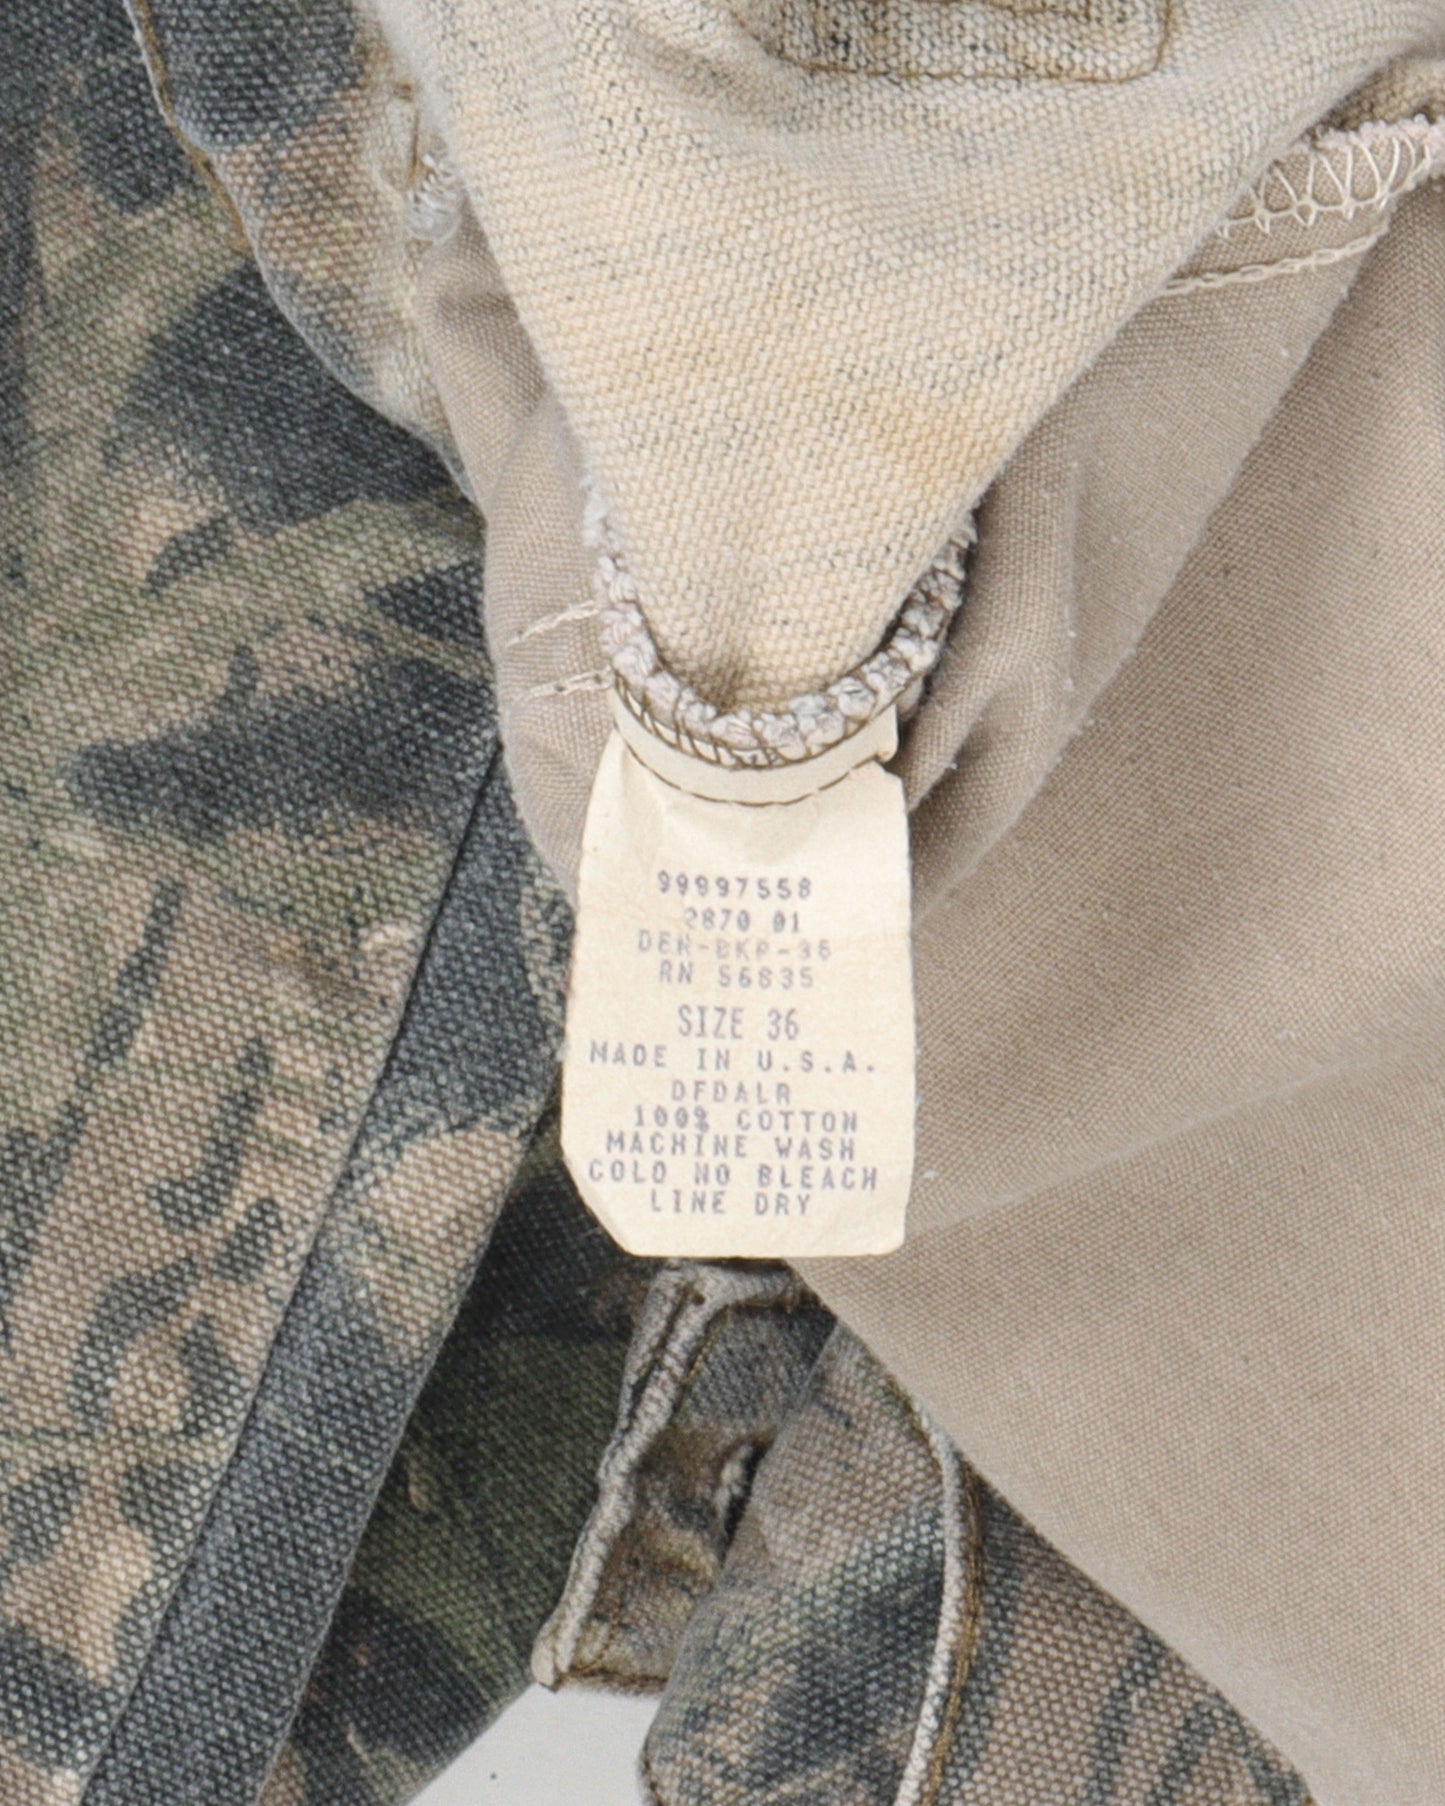 99997558
2870 01
DEN-BKP-36
RN 56835
SIZE 36
MADE IN U.S.A.
DFDALR
100% COTTON
MACHINE WASH
COLD NO BLEACH
LINE DRY